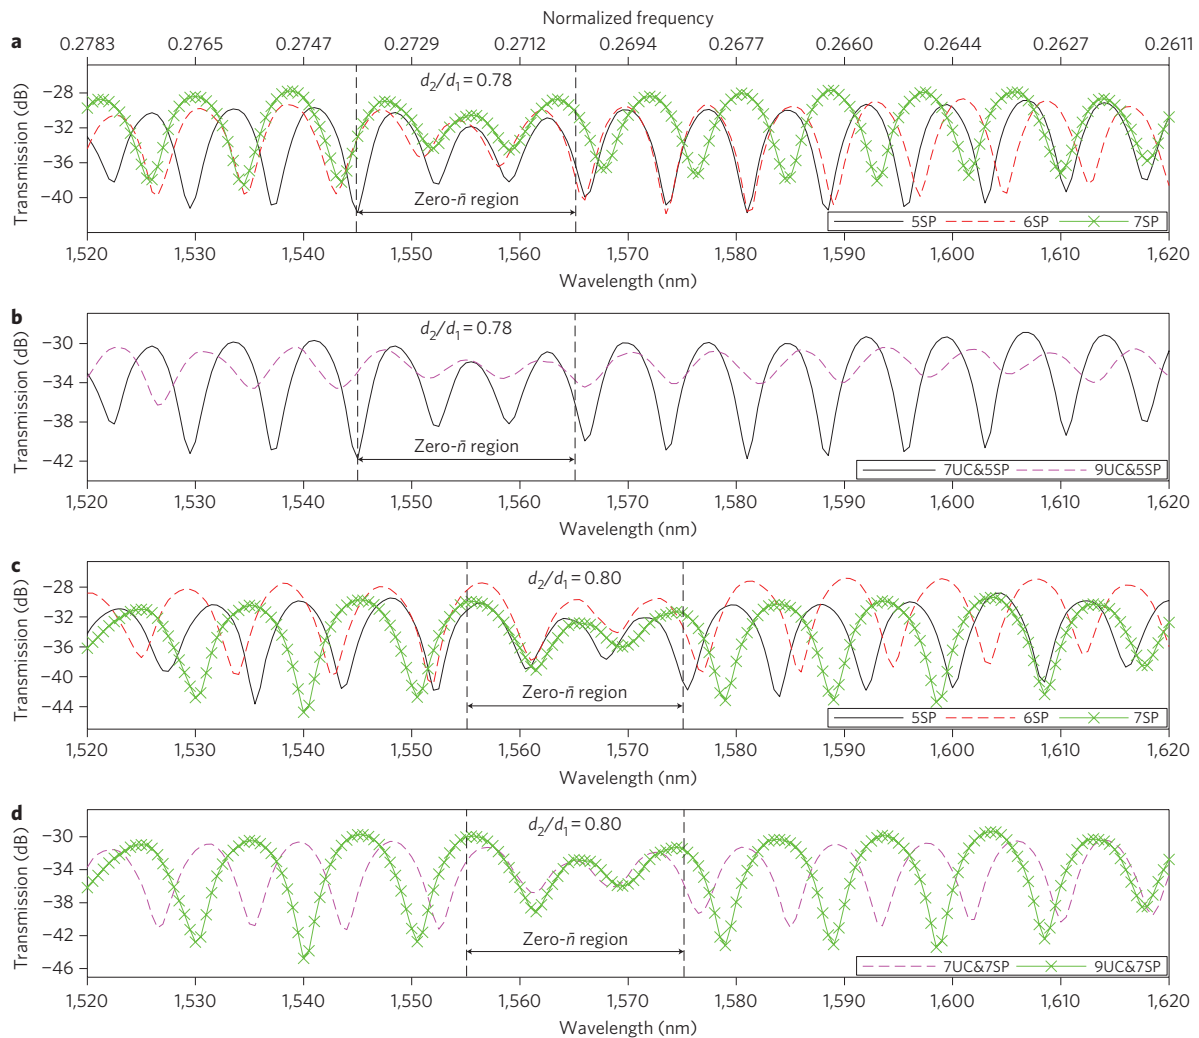 Normalized frequency
a 0.2783 0.2765 0.2747 0.2729 0.2712 0.2694 0.2677 0.2660 0.2644 0.2627 0.2611
d2/d1 = 0.78
Transmission (dB)
−28
−32
−36
−40
Zero-n̄ region
5SP 6SP 7SP
1,520 1,530 1,540 1,550 1,560 1,570 1,580 1,590 1,600 1,610 1,620
Wavelength (nm)
b
d2/d1 = 0.78
Transmission (dB)
−30
−34
−38
−42
Zero-n̄ region
7UC&5SP 9UC&5SP
1,520 1,530 1,540 1,550 1,560 1,570 1,580 1,590 1,600 1,610 1,620
Wavelength (nm)
c
d2/d1 = 0.80
Transmission (dB)
−28
−32
−36
−40
−44
Zero-n̄ region
5SP 6SP 7SP
1,520 1,530 1,540 1,550 1,560 1,570 1,580 1,590 1,600 1,610 1,620
Wavelength (nm)
d
d2/d1 = 0.80
Transmission (dB)
−30
−34
−38
−42
−46
Zero-n̄ region
7UC&7SP 9UC&7SP
1,520 1,530 1,540 1,550 1,560 1,570 1,580 1,590 1,600 1,610 1,620
Wavelength (nm)